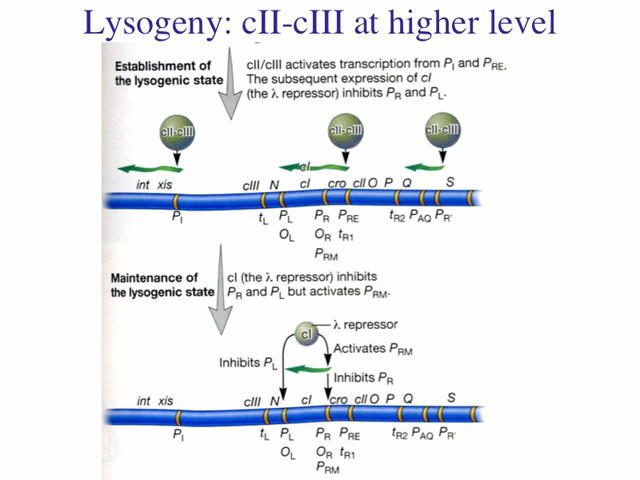 Lysogeny: cII-cIII at higher level
Establishment of
the lysogenic state
cII/cIII activates transcription from PI and PRE.
The subsequent expression of cI
(the λ repressor) inhibits PR and PL.
cII-cIII cII-cIII cII-cIII
cI
int xis cIII N cI cro cII O P Q S
PI tL PL PR PRE tR2 PAQ PR'
OL OR tR1
PRM
Maintenance of
the lysogenic state
cI (the λ repressor) inhibits
PR and PL but activates PRM.
λ repressor
cI
Activates PRM
Inhibits PL
Inhibits PR
int xis cIII N cI cro cII O P Q S
PI tL PL PR PRE tR2 PAQ PR'
OL OR tR1
PRM